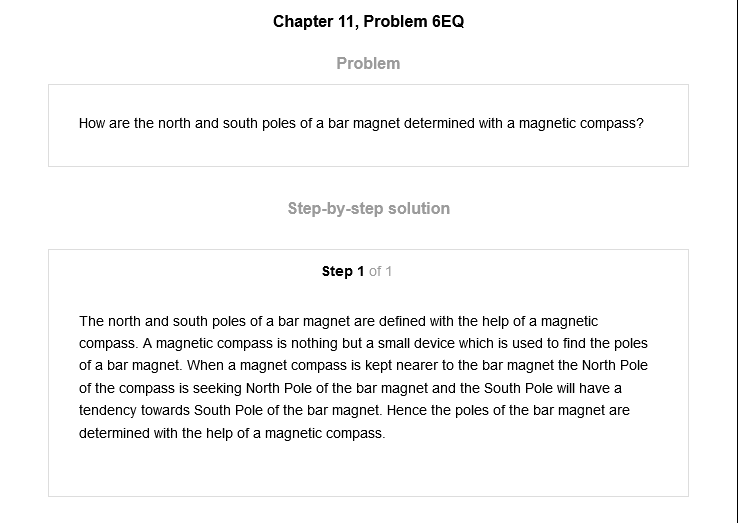 Chapter 11, Problem 6EQ
Problem
How are the north and south poles of a bar magnet determined with a magnetic compass?
Step-by-step solution
Step 1 of 1
The north and south poles of a bar magnet are defined with the help of a magnetic
compass. A magnetic compass is nothing but a small device which is used to find the poles
of a bar magnet. When a magnet compass is kept nearer to the bar magnet the North Pole
of the compass is seeking North Pole of the bar magnet and the South Pole will have a
tendency towards South Pole of the bar magnet. Hence the poles of the bar magnet are
determined with the help of a magnetic compass.